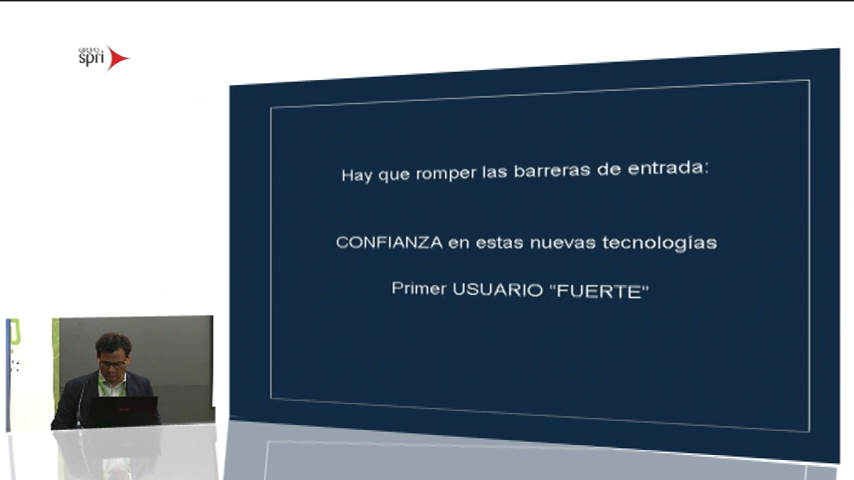 GRUPO
spri
Hay que romper las barreras de entrada:
CONFIANZA en estas nuevas tecnologías
Primer USUARIO "FUERTE"